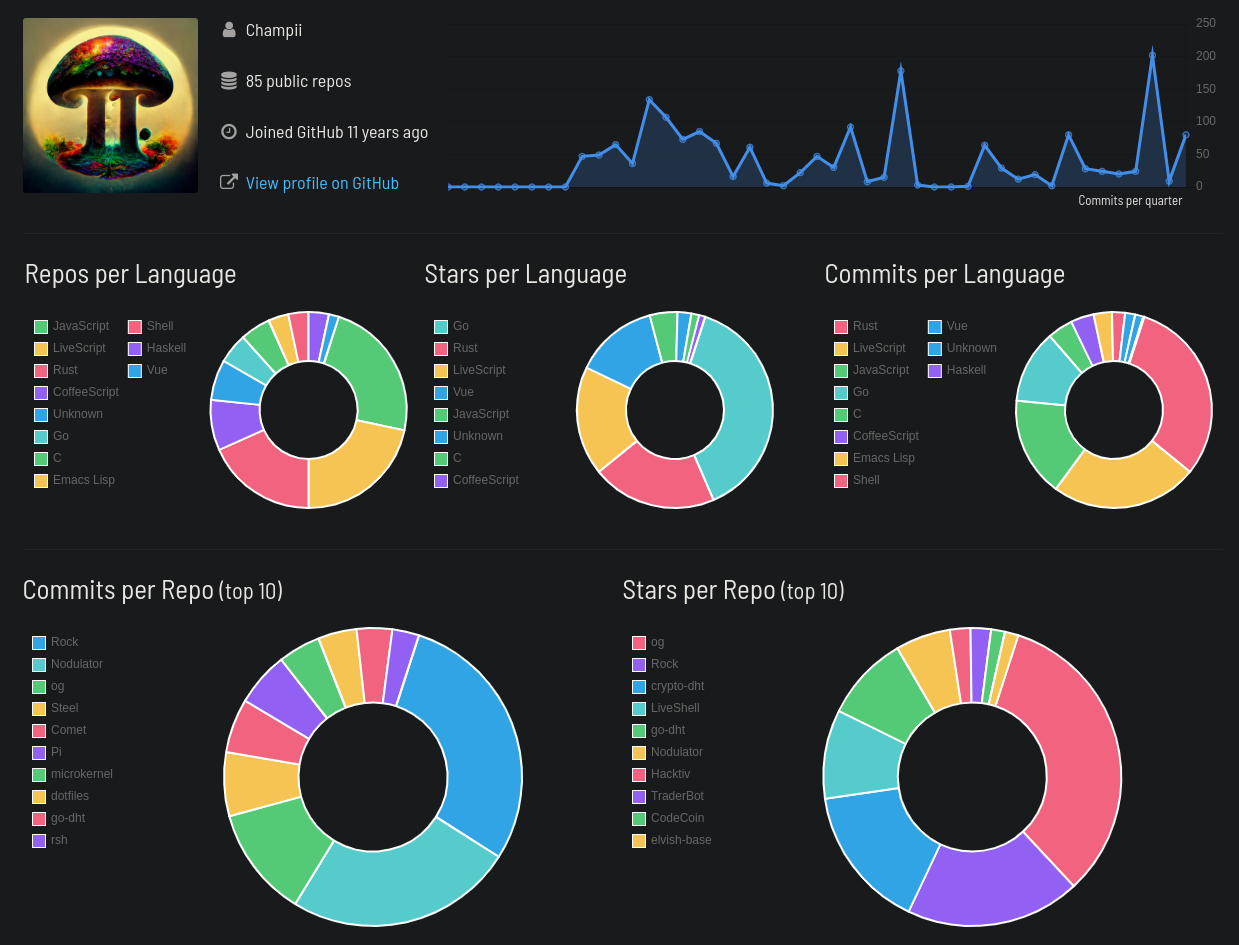 Champii
85 public repos
Joined GitHub 11 years ago
View profile on GitHub
250
200
150
100
50
0
Commits per quarter
Repos per Language
JavaScript
LiveScript
Rust
CoffeeScript
Unknown
Go
C
Emacs Lisp
Shell
Haskell
Vue
Stars per Language
Go
Rust
LiveScript
Vue
JavaScript
Unknown
C
CoffeeScript
Commits per Language
Rust
LiveScript
JavaScript
Go
C
CoffeeScript
Emacs Lisp
Shell
Vue
Unknown
Haskell
Commits per Repo (top 10)
Rock
Nodulator
og
Steel
Comet
Pi
microkernel
dotfiles
go-dht
rsh
Stars per Repo (top 10)
og
Rock
crypto-dht
LiveShell
go-dht
Nodulator
Hacktiv
TraderBot
CodeCoin
elvish-base